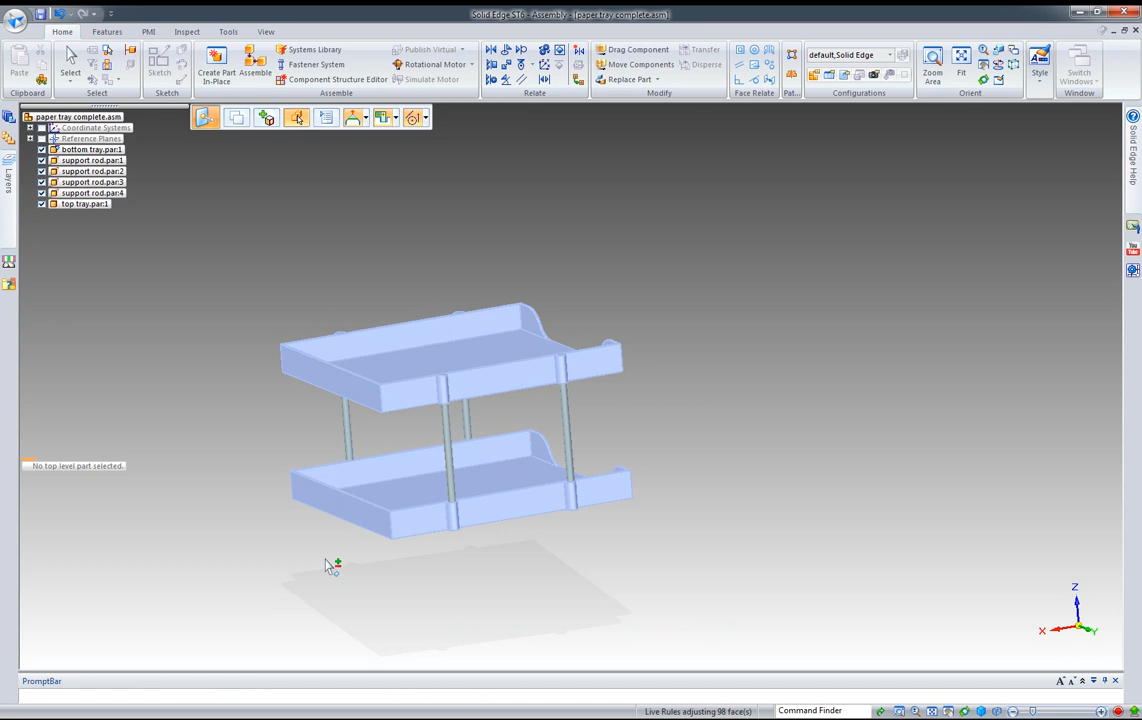 Solid Edge ST6 - Assembly - [paper tray complete.asm]
Home Features PMI Inspect Tools View
Paste
Clipboard
Select
Select
Sketch
Sketch
Create Part In-Place
Assembly
Systems Library
Fastener System
Component Structure Editor
Publish Virtual
Rotational Motor
Simulate Motor
Assemble
Relate
Drag Component
Move Components
Replace Part
Transfer
Disperse
Modify
Face Relate
Pat...
default,Solid Edge
Configurations
Zoom Area
Fit
Orient
Style
Switch Windows
Window
paper tray complete.asm
Coordinate Systems
Reference Planes
bottom tray.par:1
support rod.par:1
support rod.par:2
support rod.par:3
support rod.par:4
top tray.par:1
Layers
Solid Edge Help
You
No top level part selected.
Z
X
Y
PromptBar
Live Rules adjusting 98 face(s)
Command Finder